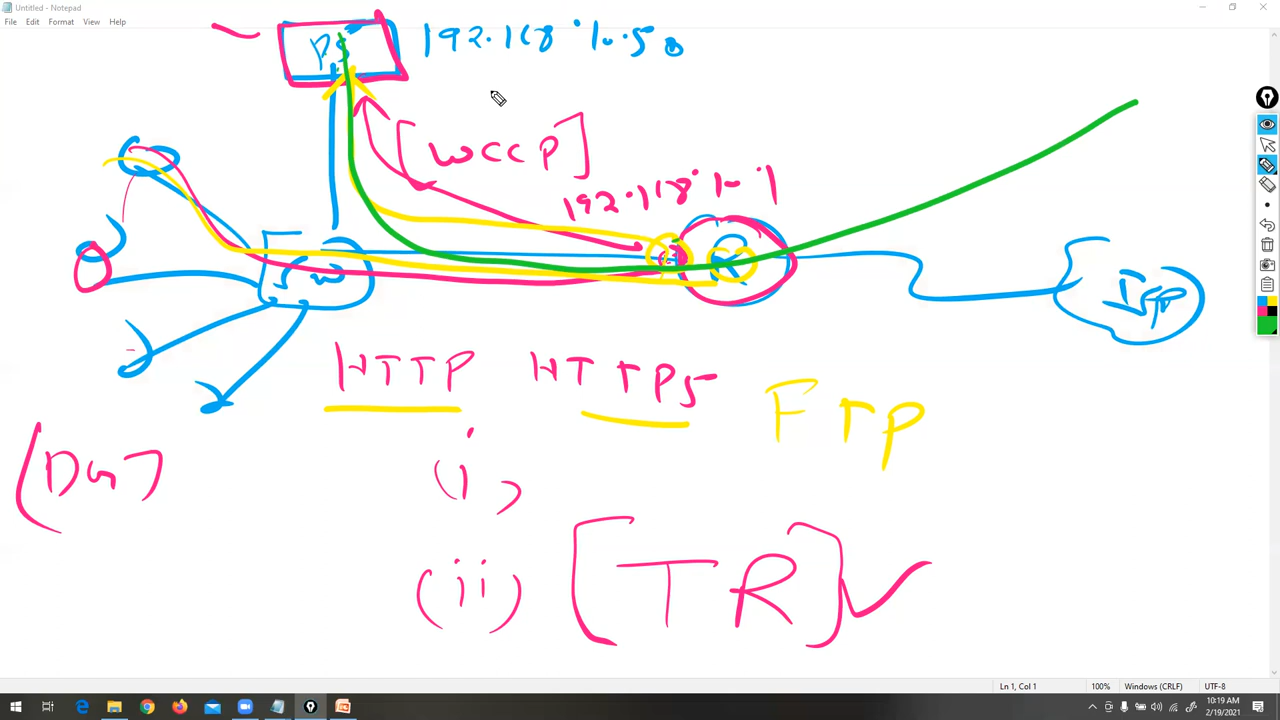 Untitled - Notepad
File Edit Format View Help
PS 192.168.10.50
[WCCP]
192.168.10.1
SW
R
ISP
HTTP HTTPS FTP
(DG)
(i)
(ii) [TR]
Ln 1, Col 1 100% Windows (CRLF) UTF-8
10:19 AM
2/19/2021